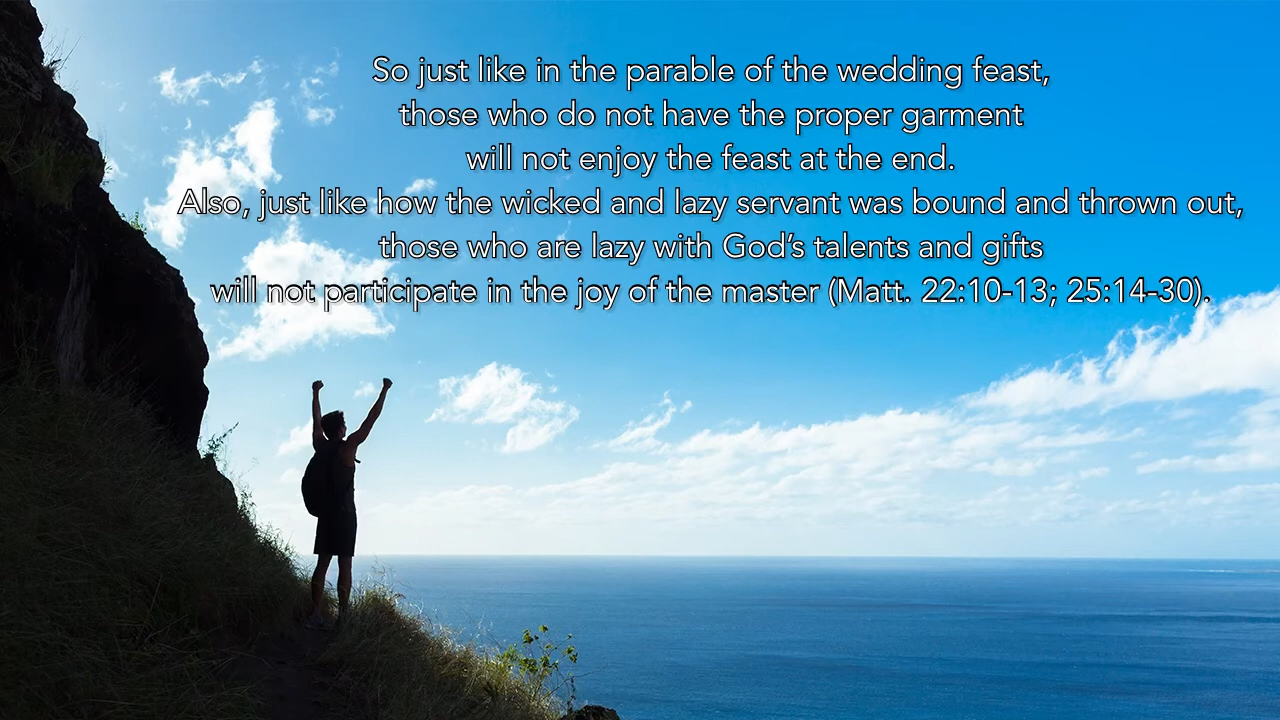 So just like in the parable of the wedding feast,
those who do not have the proper garment
will not enjoy the feast at the end.
Also, just like how the wicked and lazy servant was bound and thrown out,
those who are lazy with God’s talents and gifts
will not participate in the joy of the master (Matt. 22:10-13; 25:14-30).